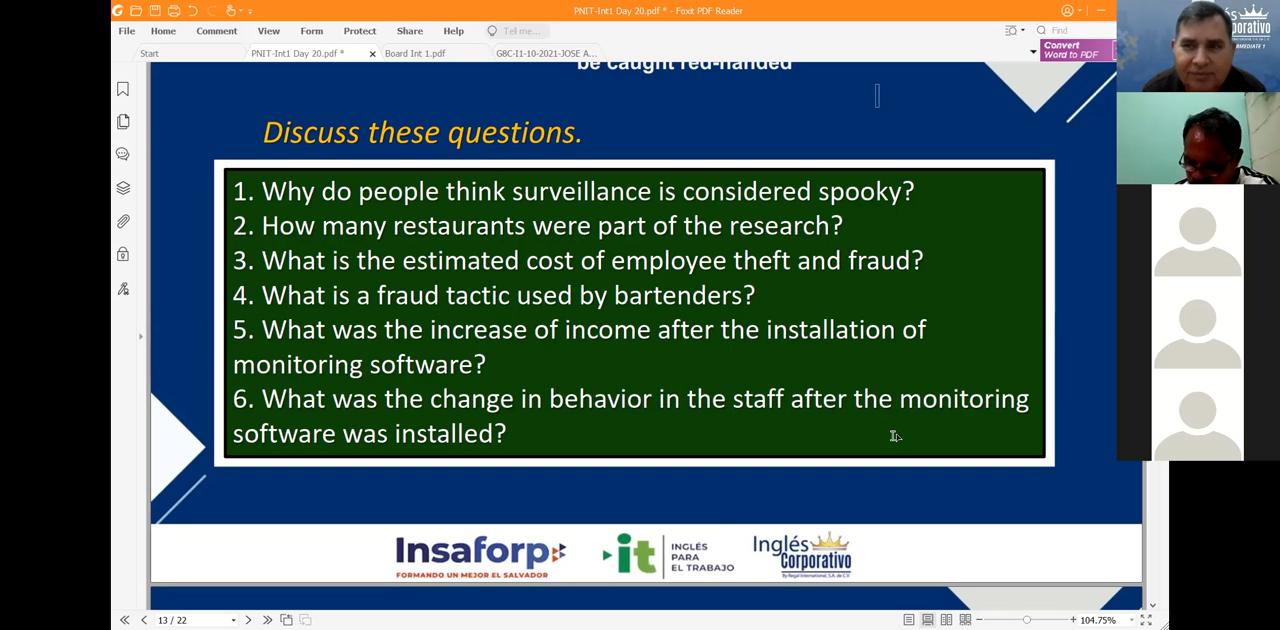 PNIT-Int1 Day 20.pdf * - Foxit PDF Reader
File Home Comment View Form Protect Share Help Tell me... Find
Start PNIT-Int1 Day 20.pdf * Board Int 1.pdf G8C-11-10-2021-JOSE A...
Convert
Word to PDF
be caught red-handed
Discuss these questions.
1. Why do people think surveillance is considered spooky?
2. How many restaurants were part of the research?
3. What is the estimated cost of employee theft and fraud?
4. What is a fraud tactic used by bartenders?
5. What was the increase of income after the installation of
monitoring software?
6. What was the change in behavior in the staff after the monitoring
software was installed?
Insaforp
FORMANDO UN MEJOR EL SALVADOR
it
INGLÉS
PARA
EL TRABAJO
Inglés
Corporativo
By Regal International, S.A. de C.V.
13 / 22
104.75%